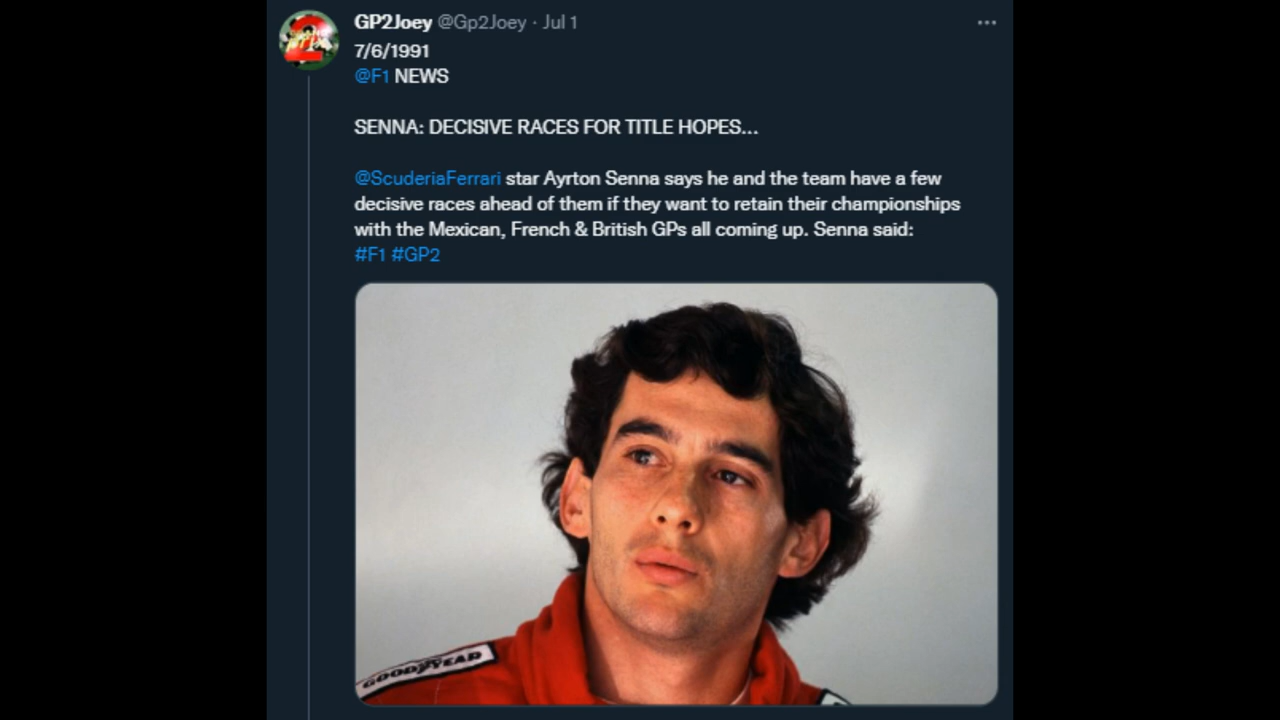 GP2Joey @Gp2Joey · Jul 1
7/6/1991
@F1 NEWS
SENNA: DECISIVE RACES FOR TITLE HOPES...
@ScuderiaFerrari star Ayrton Senna says he and the team have a few
decisive races ahead of them if they want to retain their championships
with the Mexican, French & British GPs all coming up. Senna said:
#F1 #GP2
GOODYEAR